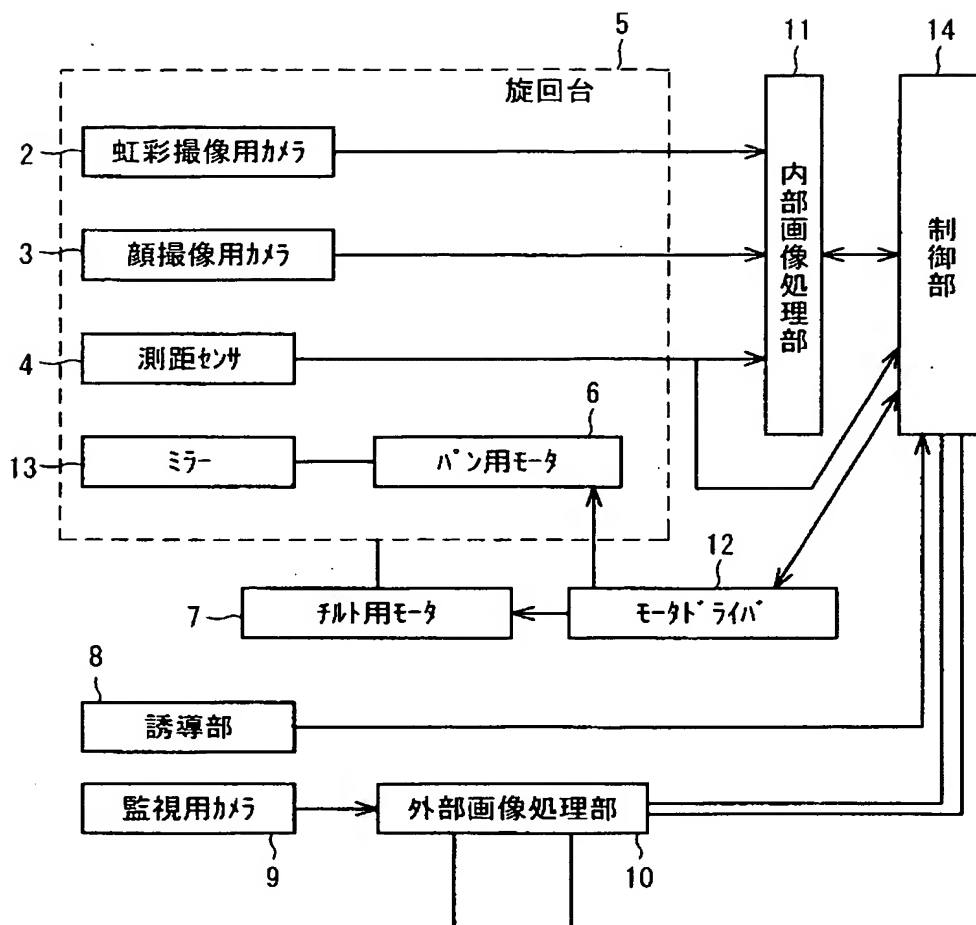 5
11
14
旋回台
2
虹彩撮像用ｶﾒﾗ
内部画像処理部
制御部
3
顔撮像用ｶﾒﾗ
4
測距ｾﾝｻ
6
13
ﾐﾗｰ
ﾊﾟﾝ用ﾓｰﾀ
12
7
ﾁﾙﾄ用ﾓｰﾀ
ﾓｰﾀﾄﾞﾗｲﾊﾞ
8
誘導部
監視用ｶﾒﾗ
外部画像処理部
9
10